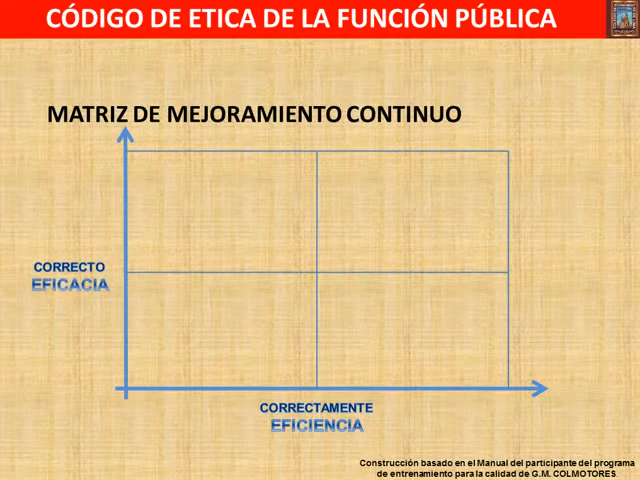 CÓDIGO DE ETICA DE LA FUNCIÓN PÚBLICA
MATRIZ DE MEJORAMIENTO CONTINUO
CORRECTO
EFICACIA
CORRECTAMENTE
EFICIENCIA
Construcción basado en el Manual del participante del programa
de entrenamiento para la calidad de G.M. COLMOTORES